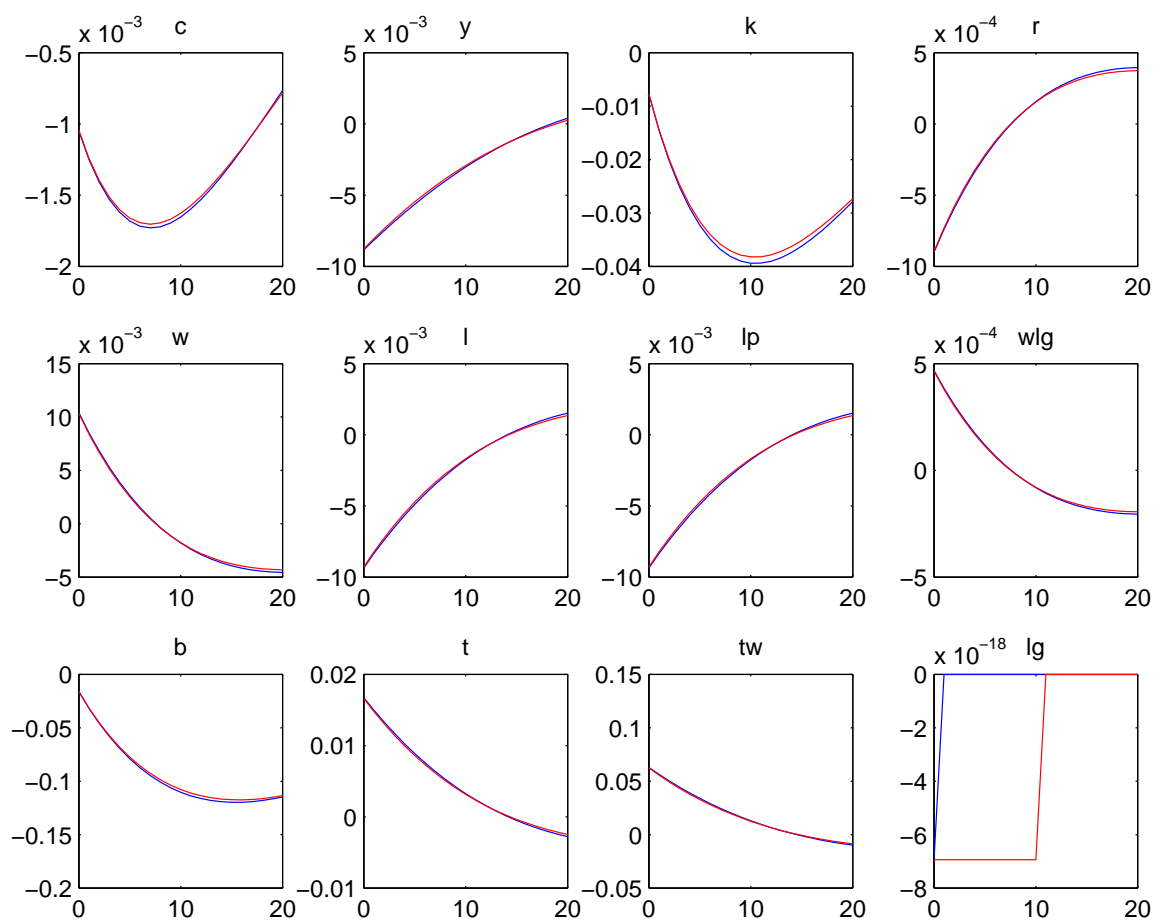 x 10⁻³ c
−0.5
−1
−1.5
−2
0 10 20
x 10⁻³ y
5
0
−5
−10
0 10 20
k
0
−0.01
−0.02
−0.03
−0.04
0 10 20
x 10⁻⁴ r
5
0
−5
−10
0 10 20
x 10⁻³ w
15
10
5
0
−5
0 10 20
x 10⁻³ l
5
0
−5
−10
0 10 20
x 10⁻³ lp
5
0
−5
−10
0 10 20
x 10⁻⁴ wlg
5
0
−5
0 10 20
b
0
−0.05
−0.1
−0.15
−0.2
0 10 20
t
0.02
0.01
0
−0.01
0 10 20
tw
0.15
0.1
0.05
0
−0.05
0 10 20
x 10⁻¹⁸ lg
0
−2
−4
−6
−8
0 10 20